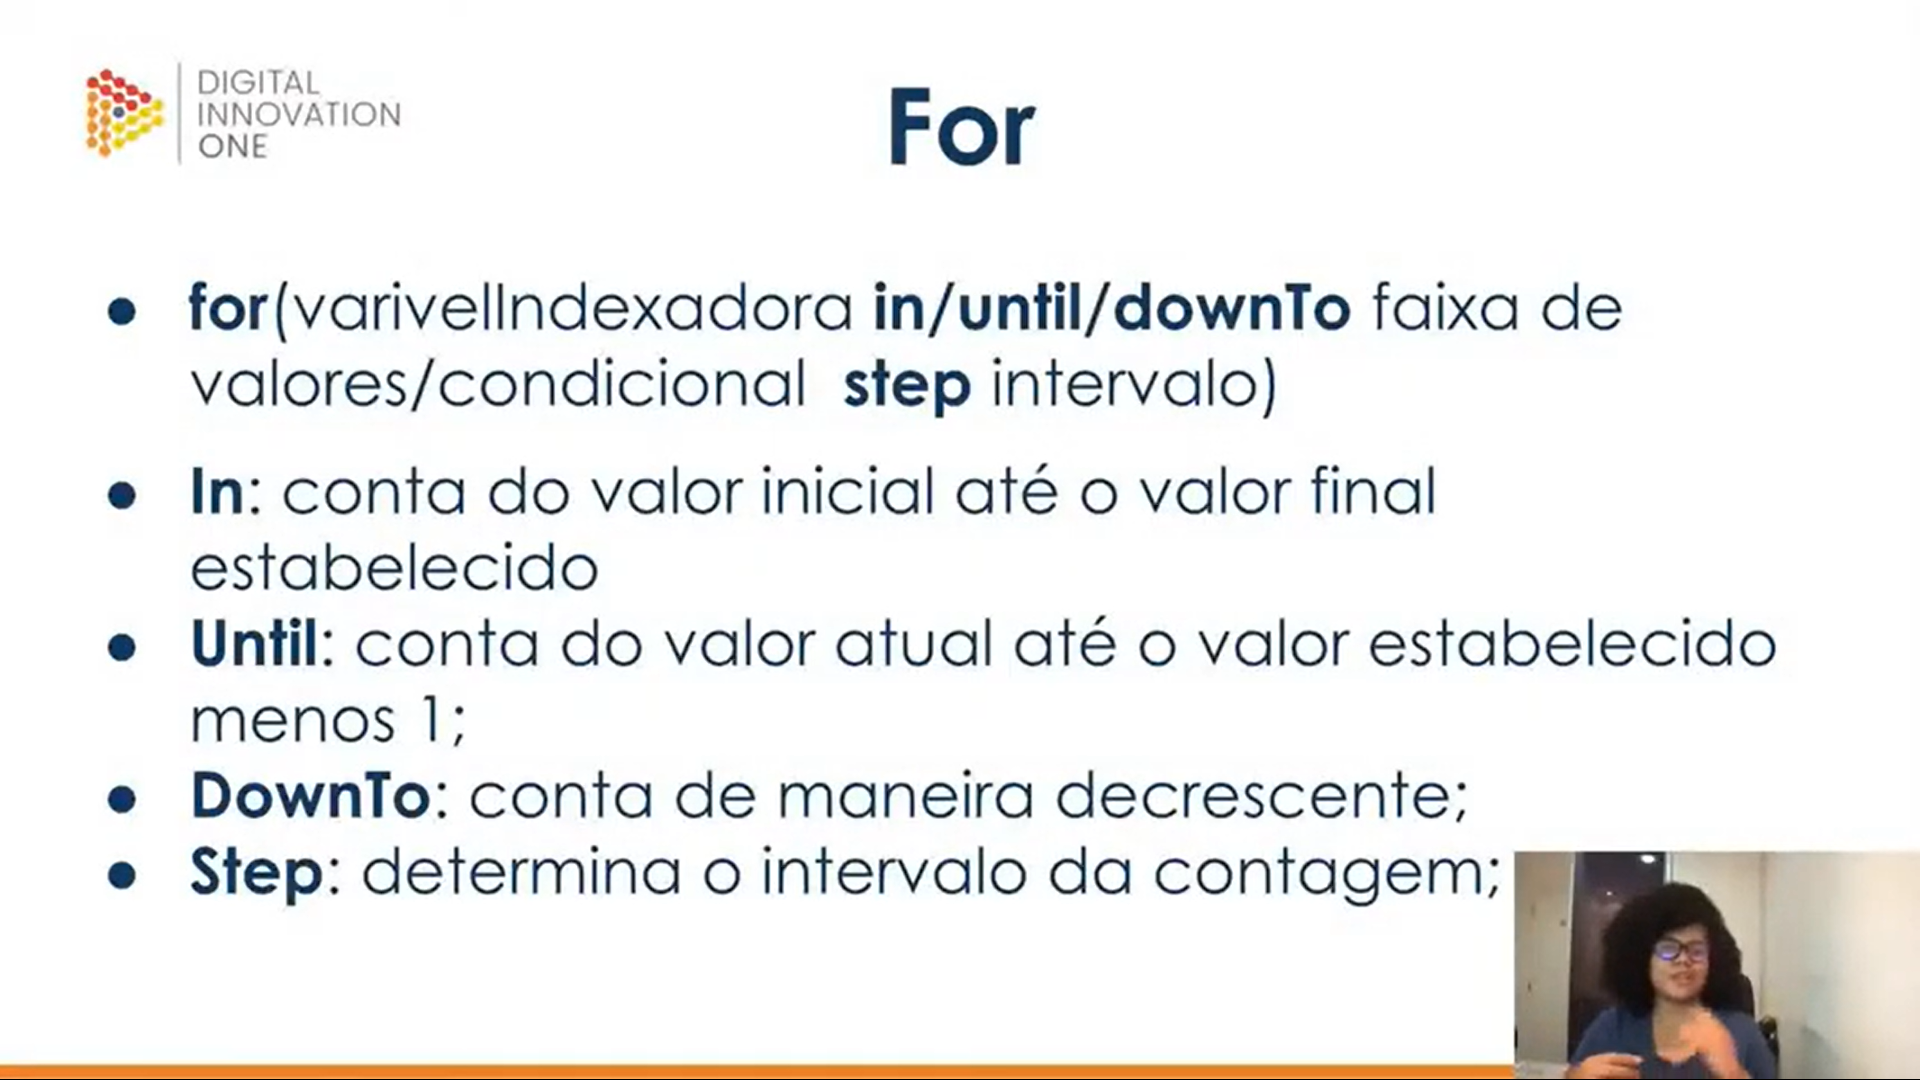 DIGITAL
INNOVATION
ONE
For
● for(varivelIndexadora in/until/downTo faixa de
valores/condicional step intervalo)
● In: conta do valor inicial até o valor final
estabelecido
● Until: conta do valor atual até o valor estabelecido
menos 1;
● DownTo: conta de maneira decrescente;
● Step: determina o intervalo da contagem;